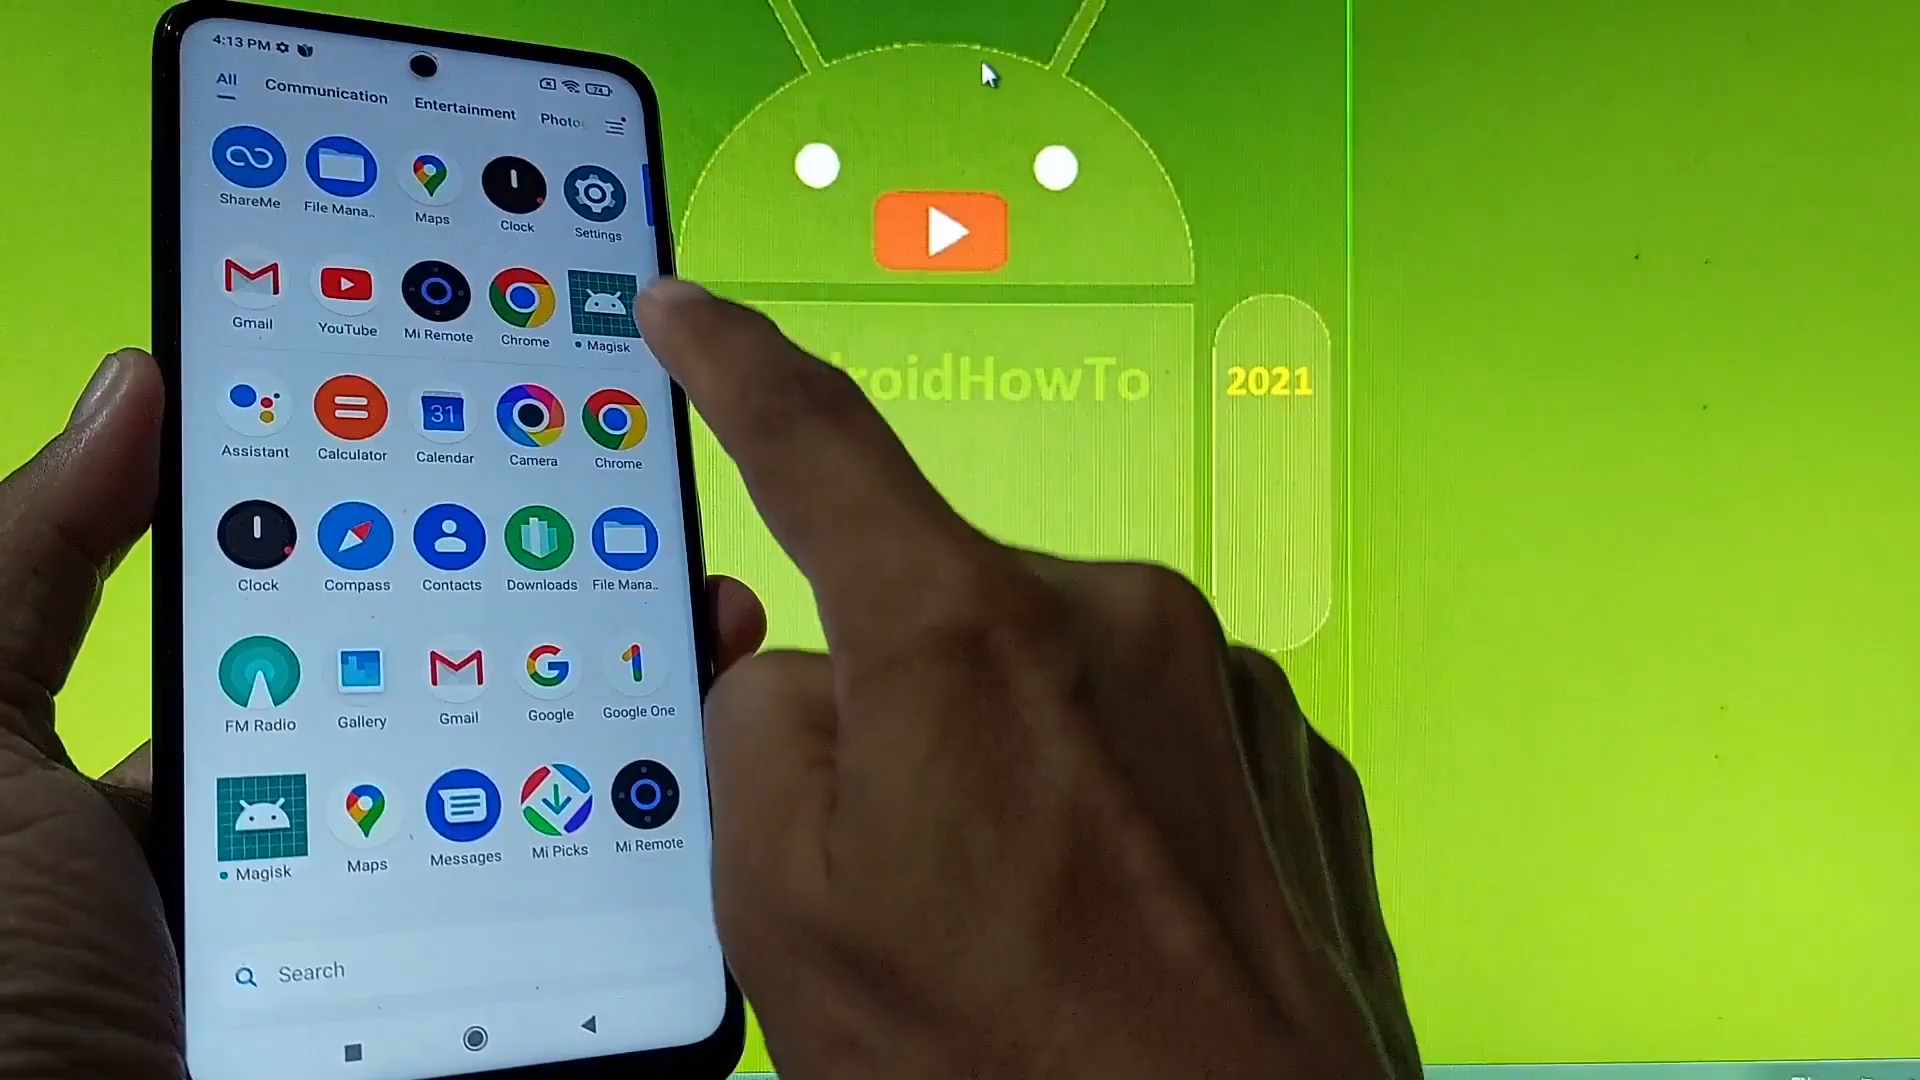 4:13 PM
74
All Communication Entertainment Photo
ShareMe File Mana.. Maps Clock Settings
Gmail YouTube Mi Remote Chrome Magisk
31
Assistant Calculator Calendar Camera Chrome
Clock Compass Contacts Downloads File Mana..
FM Radio Gallery Gmail Google Google One
Magisk Maps Messages Mi Picks Mi Remote
Search
roidHowTo
2021